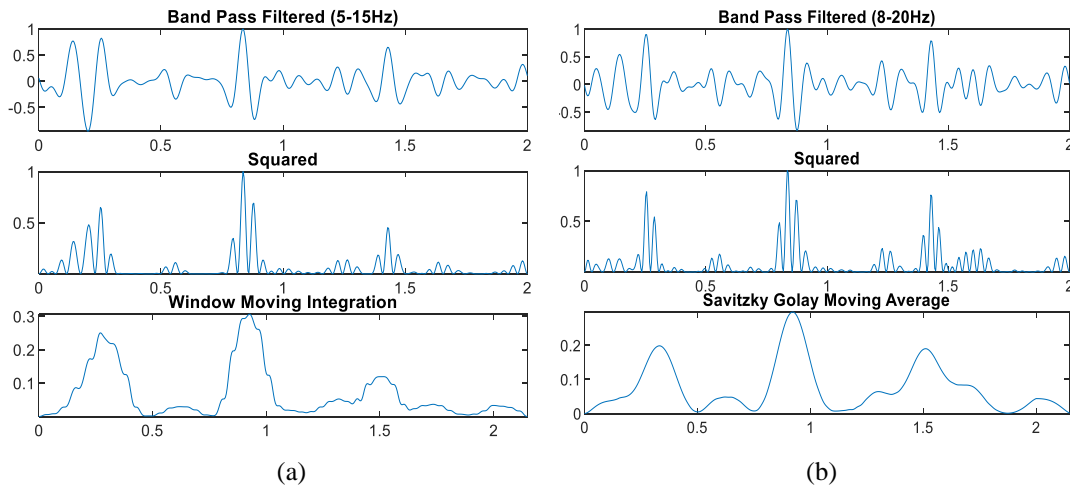 Band Pass Filtered (5-15Hz)
1
0.5
0
-0.5
0 0.5 1 1.5 2
Squared
1
0.5
0 0.5 1 1.5 2
Window Moving Integration
0.3
0.2
0.1
0 0.5 1 1.5 2
(a)
Band Pass Filtered (8-20Hz)
1
0.5
0
-0.5
0 0.5 1 1.5 2
Squared
1
0.5
0 0.5 1 1.5 2
Savitzky Golay Moving Average
0.2
0.1
0
0 0.5 1 1.5 2
(b)